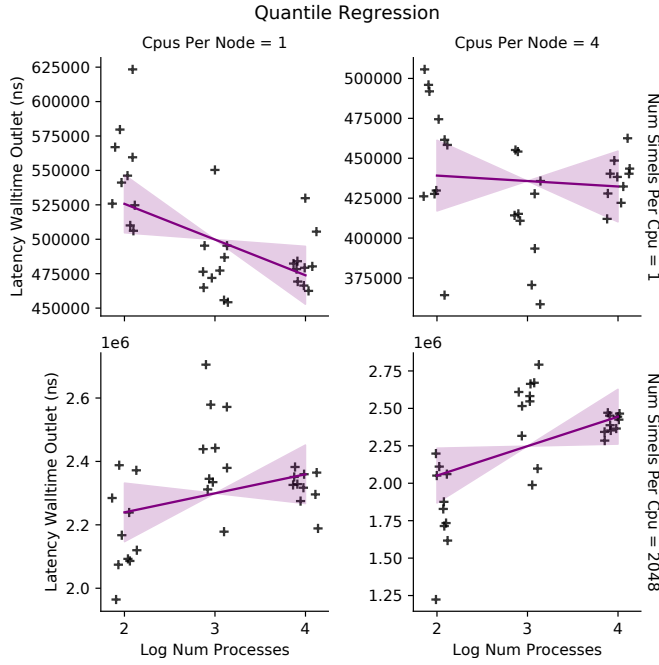 Quantile Regression
Cpus Per Node = 1
Cpus Per Node = 4
Latency Walltime Outlet (ns)
625000
600000
575000
550000
525000
500000
475000
450000
500000
475000
450000
425000
400000
375000
Num Simels Per Cpu = 1
1e6
Latency Walltime Outlet (ns)
2.6
2.4
2.2
2.0
2
3
4
Log Num Processes
1e6
2.75
2.50
2.25
2.00
1.75
1.50
1.25
2
3
4
Log Num Processes
Num Simels Per Cpu = 2048